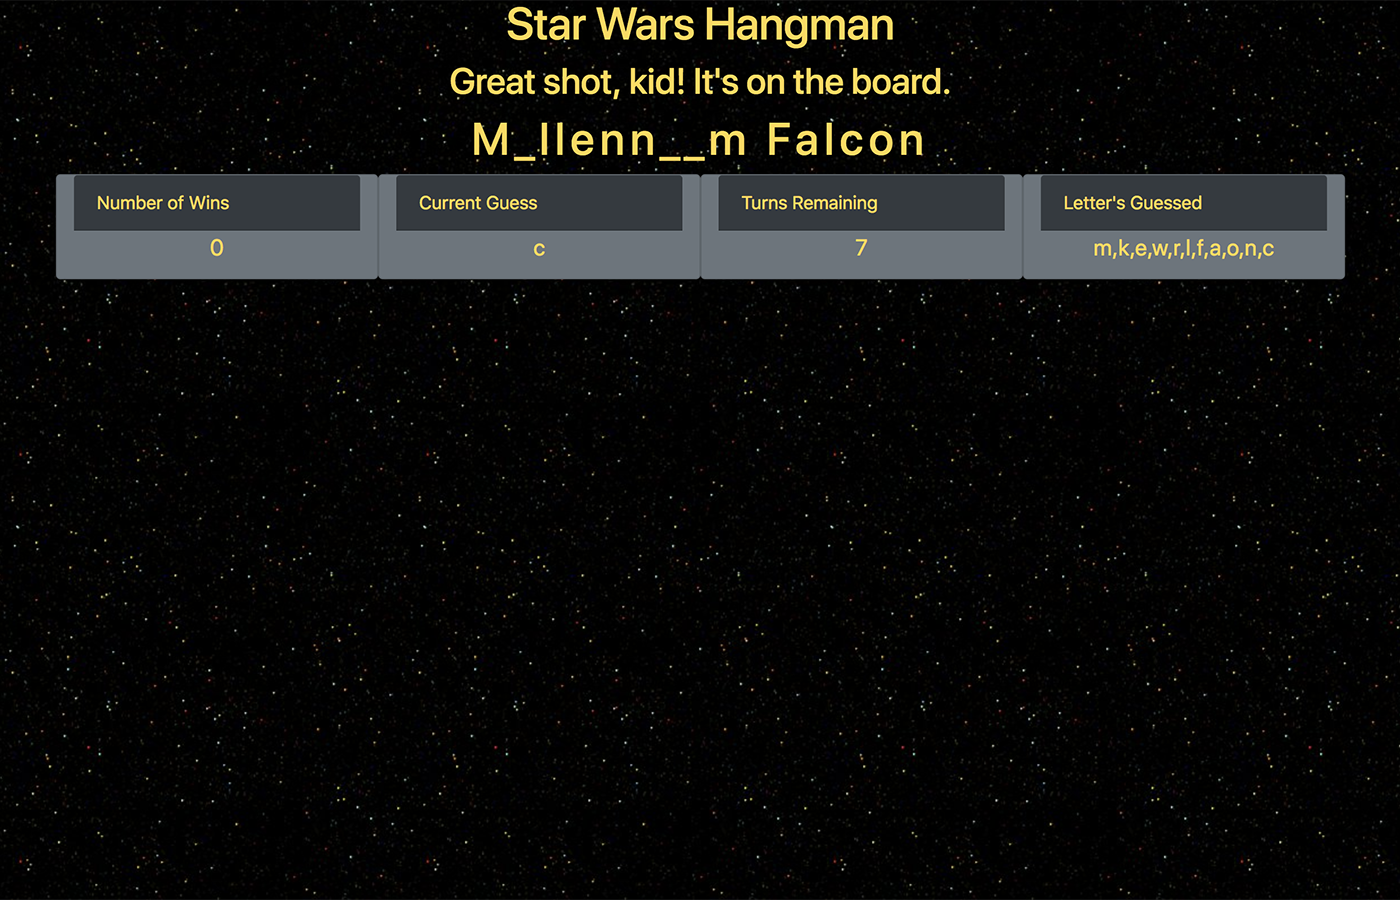 Star Wars Hangman
Great shot, kid! It's on the board.
M_llenn__m Falcon
Number of Wins
0
Current Guess
c
Turns Remaining
7
Letter's Guessed
m,k,e,w,r,l,f,a,o,n,c